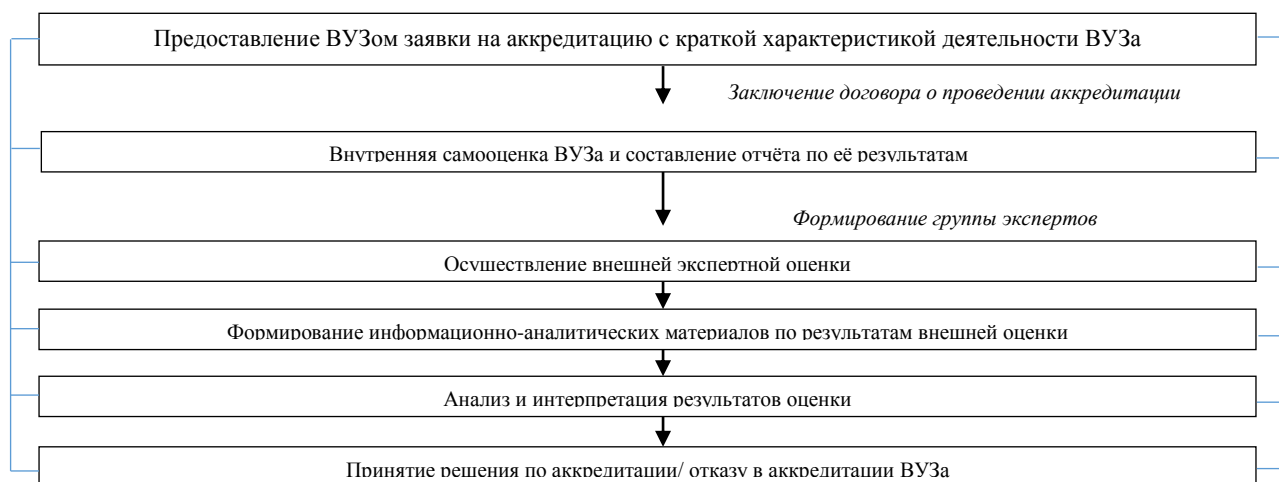 Предоставление ВУЗом заявки на аккредитацию с краткой характеристикой деятельности ВУЗа
Заключение договора о проведении аккредитации
Внутренняя самооценка ВУЗа и составление отчёта по её результатам
Формирование группы экспертов
Осуществление внешней экспертной оценки
Формирование информационно-аналитических материалов по результатам внешней оценки
Анализ и интерпретация результатов оценки
Принятие решения по аккредитации/ отказу в аккредитации ВУЗа